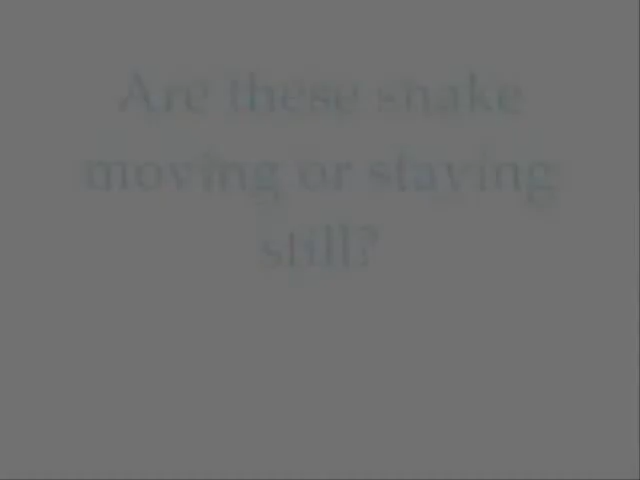 Are these snake
moving or staying
still?